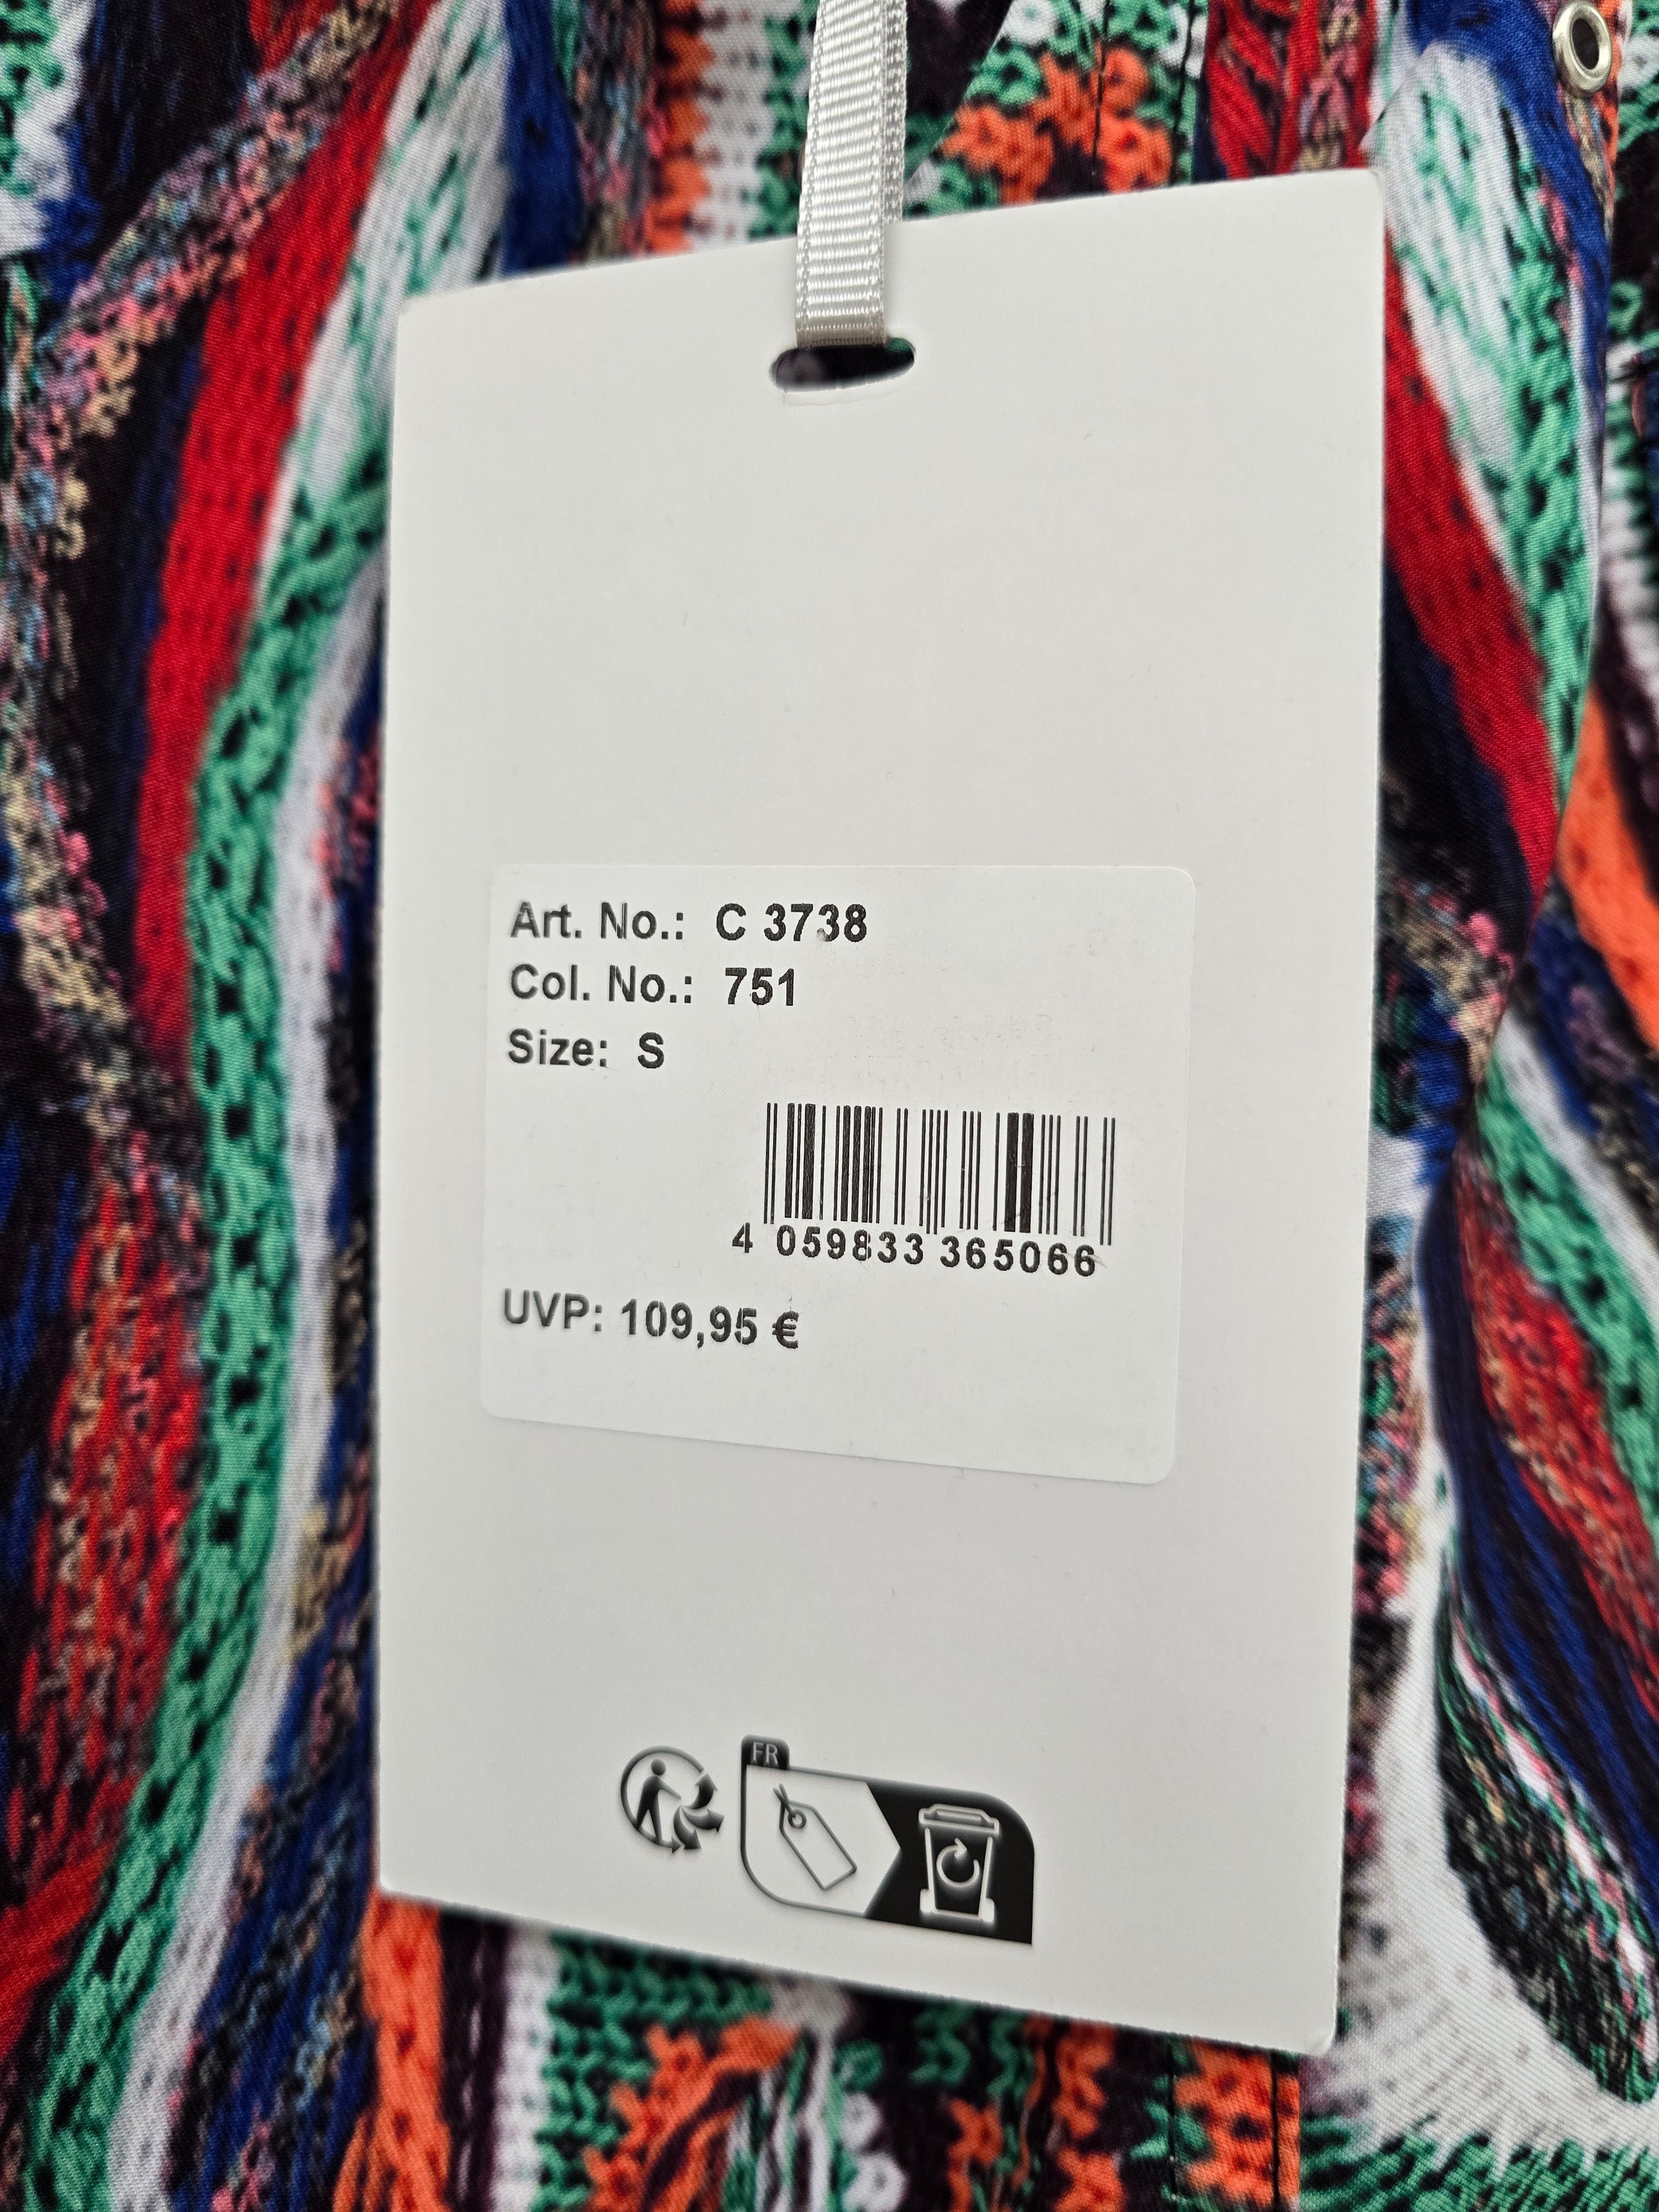 Art. No.: C 3738
Col. No.: 751
Size: S
4 059833 365066
UVP: 109,95 €
FR